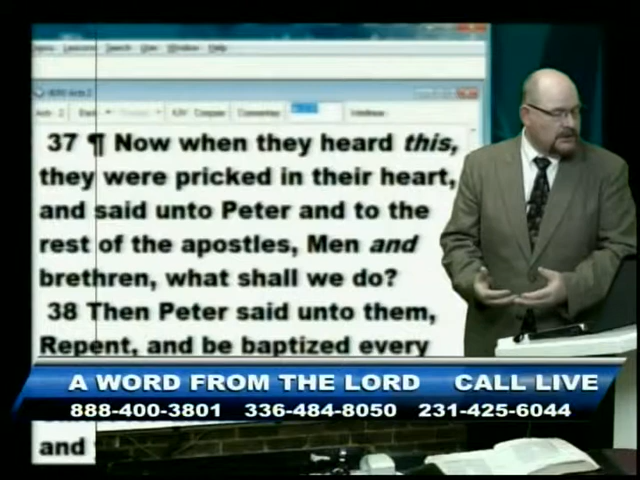 Search
Window Help
37 ¶ Now when they heard this,
they were pricked in their heart,
and said unto Peter and to the
rest of the apostles, Men and
brethren, what shall we do?
38 Then Peter said unto them,
Repent, and be baptized every
A WORD FROM THE LORD CALL LIVE
888-400-3801 336-484-8050 231-425-6044
and